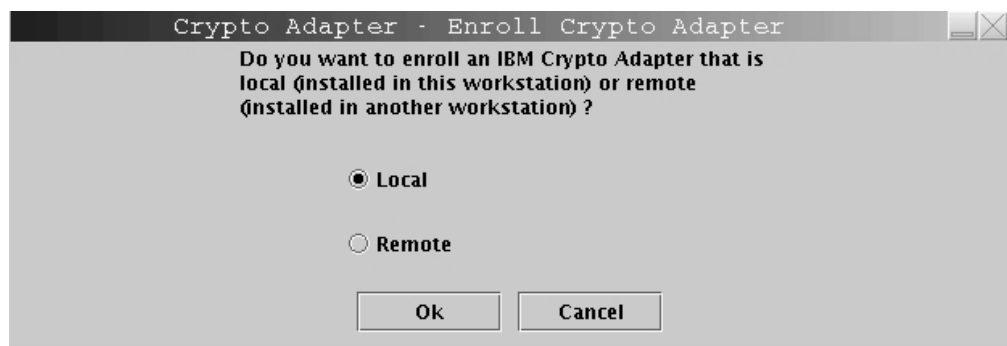 Crypto Adapter - Enroll Crypto Adapter
Do you want to enroll an IBM Crypto Adapter that is
local (installed in this workstation) or remote
(installed in another workstation) ?
Local
Remote
Ok Cancel